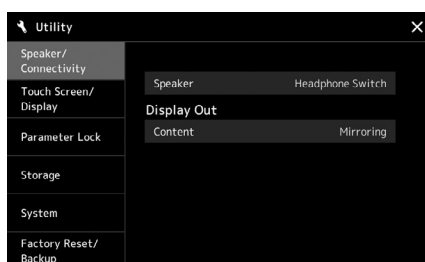 Utility
Speaker/
Connectivity
Touch Screen/
Display
Parameter Lock
Storage
System
Factory Reset/
Backup
Speaker Headphone Switch
Display Out
Content Mirroring